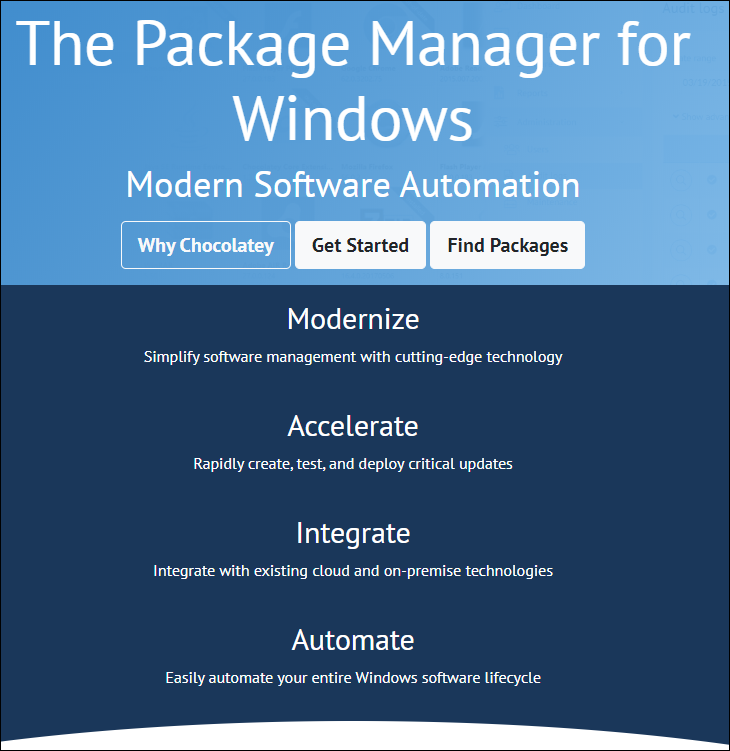 The Package Manager for
Windows
Modern Software Automation
Why Chocolatey Get Started Find Packages
Modernize
Simplify software management with cutting-edge technology
Accelerate
Rapidly create, test, and deploy critical updates
Integrate
Integrate with existing cloud and on-premise technologies
Automate
Easily automate your entire Windows software lifecycle